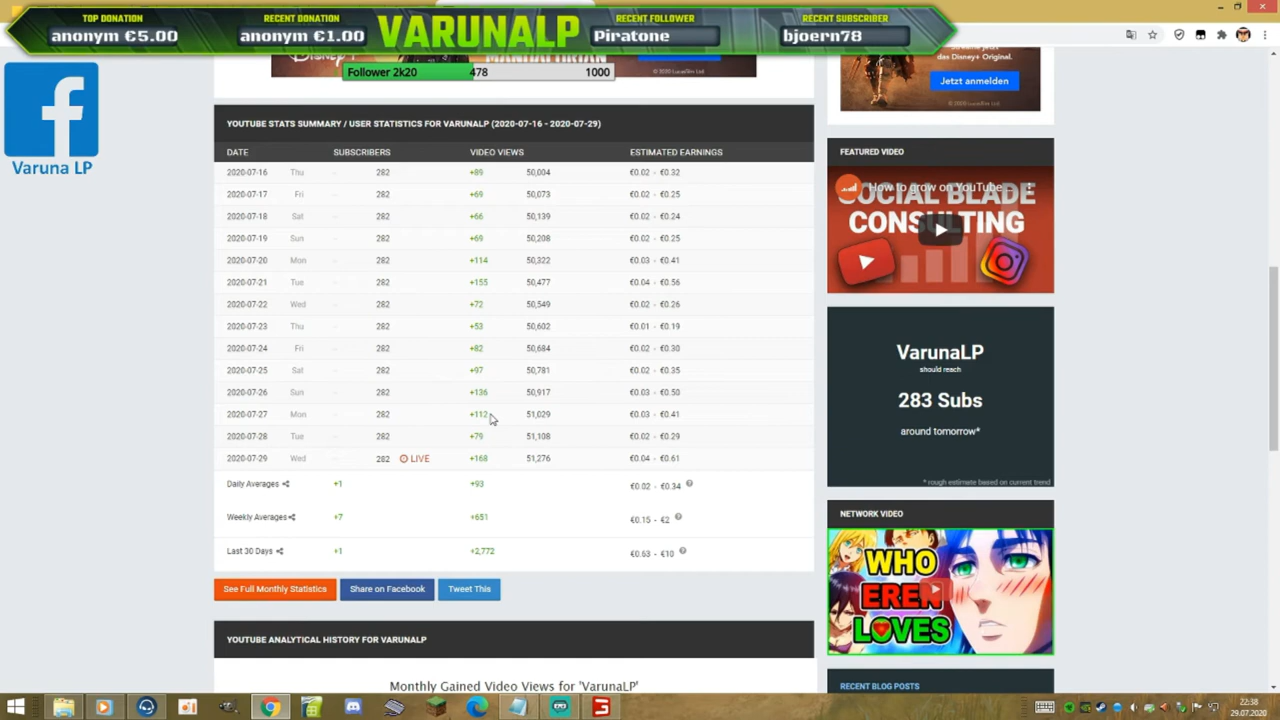 TOP DONATION
anonym €5.00
RECENT DONATION
anonym €1.00
VARUNALP
RECENT FOLLOWER
Piratone
RECENT SUBSCRIBER
bjoern78
Varuna LP
Follower 2k20 478 1000
© 2020 Lucasfilm Ltd.
das Disney+ Original.
Jetzt anmelden
© 2020 Lucasfilm Ltd.
YOUTUBE STATS SUMMARY / USER STATISTICS FOR VARUNALP (2020-07-16 - 2020-07-29)
DATE SUBSCRIBERS VIDEO VIEWS ESTIMATED EARNINGS
2020-07-16 Thu -- 282 +89 50,004 €0.02 - €0.32
2020-07-17 Fri -- 282 +69 50,073 €0.02 - €0.25
2020-07-18 Sat -- 282 +66 50,139 €0.02 - €0.24
2020-07-19 Sun -- 282 +69 50,208 €0.02 - €0.25
2020-07-20 Mon -- 282 +114 50,322 €0.03 - €0.41
2020-07-21 Tue -- 282 +155 50,477 €0.04 - €0.56
2020-07-22 Wed -- 282 +72 50,549 €0.02 - €0.26
2020-07-23 Thu -- 282 +53 50,602 €0.01 - €0.19
2020-07-24 Fri -- 282 +82 50,684 €0.02 - €0.30
2020-07-25 Sat -- 282 +97 50,781 €0.02 - €0.35
2020-07-26 Sun -- 282 +136 50,917 €0.03 - €0.50
2020-07-27 Mon -- 282 +112 51,029 €0.03 - €0.41
2020-07-28 Tue -- 282 +79 51,108 €0.02 - €0.29
2020-07-29 Wed -- 282 LIVE +168 51,276 €0.04 - €0.61
Daily Averages +1 +93 €0.02 - €0.34
Weekly Averages +7 +651 €0.15 - €2
Last 30 Days +1 +2,772 €0.63 - €10
See Full Monthly Statistics
Share on Facebook
Tweet This
YOUTUBE ANALYTICAL HISTORY FOR VARUNALP
Monthly Gained Video Views for 'VarunaLP'
FEATURED VIDEO
How to grow on YouTube...
SOCIAL BLADE
CONSULTING
VarunaLP
should reach
283 Subs
around tomorrow*
* rough estimate based on current trend
NETWORK VIDEO
WHO
EREN
LOVES
RECENT BLOG POSTS
22:38
29.07.2020